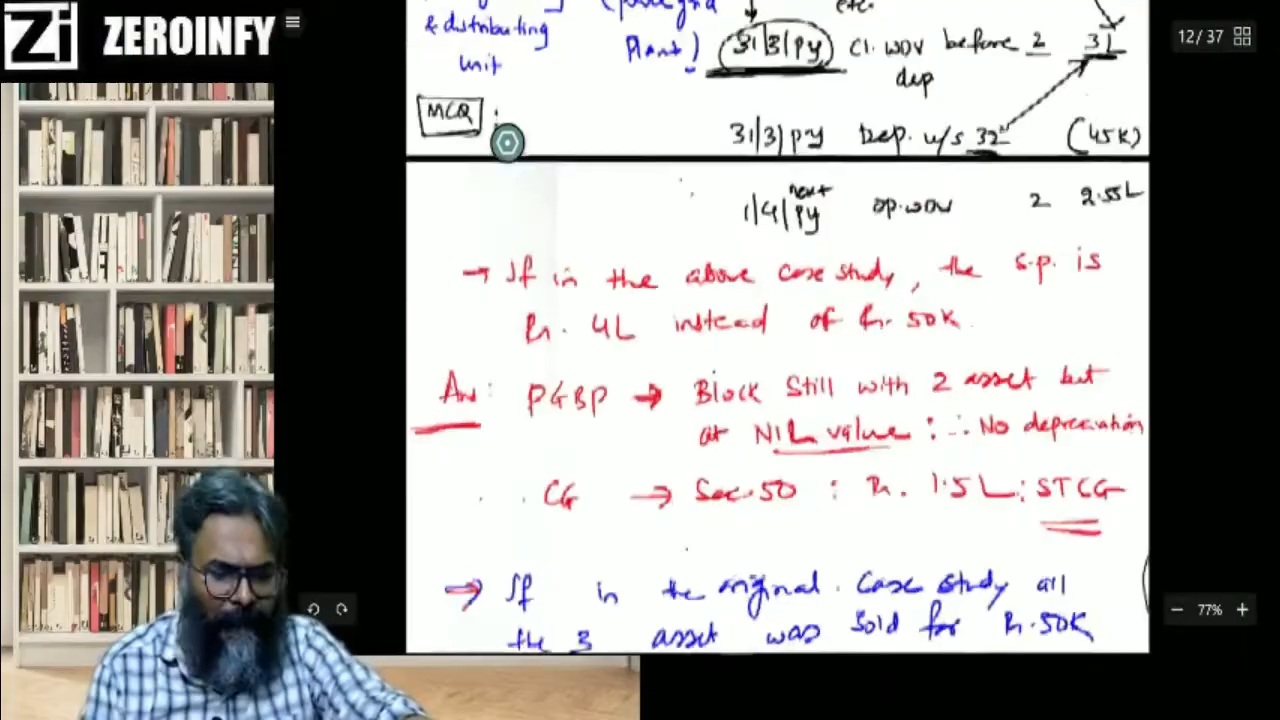 Zi ZEROINFY
12 / 37
etc.
& distributing
unit
Plant)
31/3/py Cl. WDV before 2 3L
dep
MCQ :
31/3/py Dep. u/s 32 (45K)
1/4/next py op. WDV 2 2.55L
→ If in the above case study, the s.p. is
Rs. 4L instead of Rs. 50K.
Ans: PGBP → Block Still with 2 asset but
at NIL value : ∴ No depreciation
CG → Sec. 50 : Rs. 1.5L : STCG
⇒ If in the original case study all
the 3 asset was sold for Rs. 50K
77%